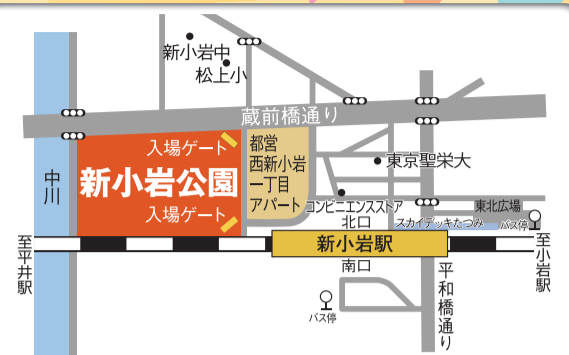 新小岩中
松上小
蔵前橋通り
入場ゲート
新小岩公園
入場ゲート
都営
西新小岩
一丁目
アパート
東京聖栄大
コンビニエンスストア
北口
スカイデッキたつみ
東北広場
バス停
中川
新小岩駅
南口
至平井駅
至小岩駅
平和橋通り
バス停